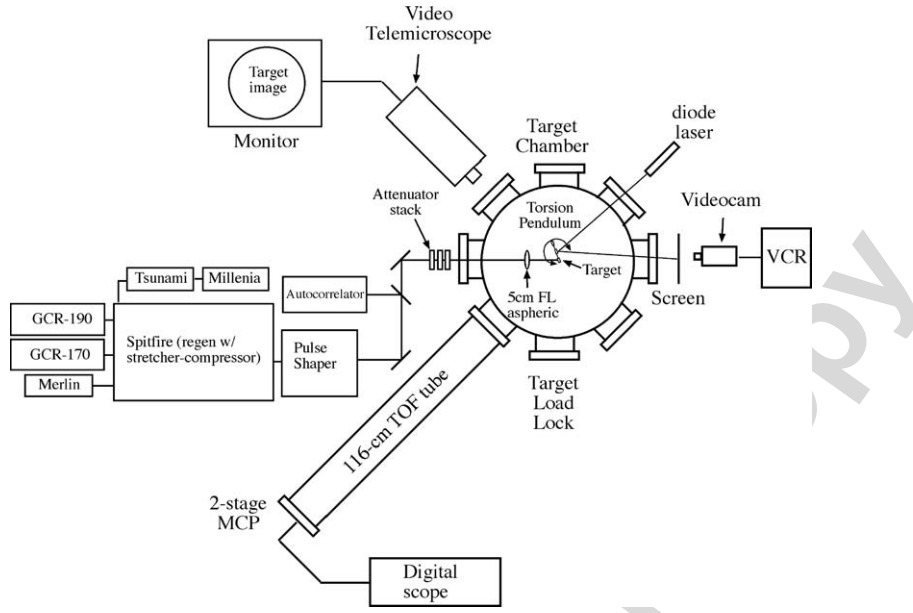 Video
Telemicroscope
Target
image
Monitor
Target
Chamber
diode
laser
Attenuator
stack
Torsion
Pendulum
Videocam
VCR
Target
Screen
5cm FL
aspheric
Tsunami
Millenia
Autocorrelator
GCR-190
GCR-170
Merlin
Spitfire (regen w/
stretcher-compressor)
Pulse
Shaper
Target
Load
Lock
116-cm TOF tube
2-stage
MCP
Digital
scope
opy